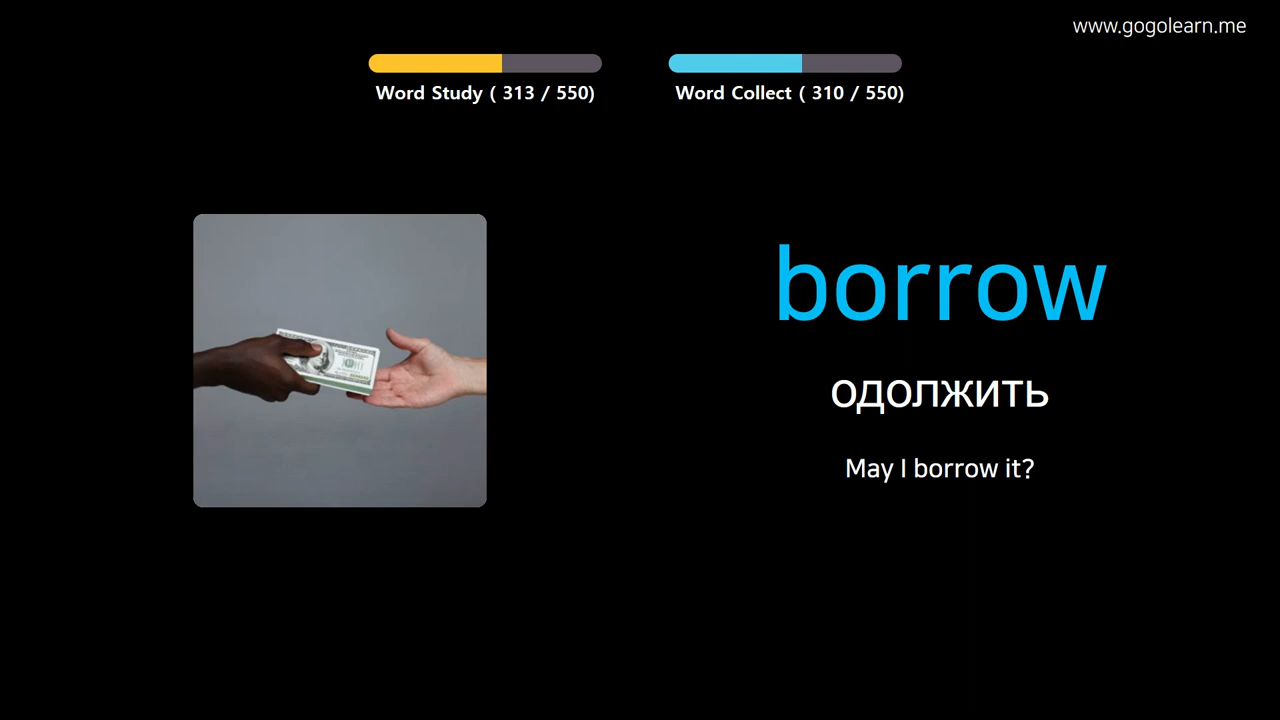 www.gogolearn.me
Word Study ( 313 / 550)
Word Collect ( 310 / 550)
borrow
одолжить
May I borrow it?